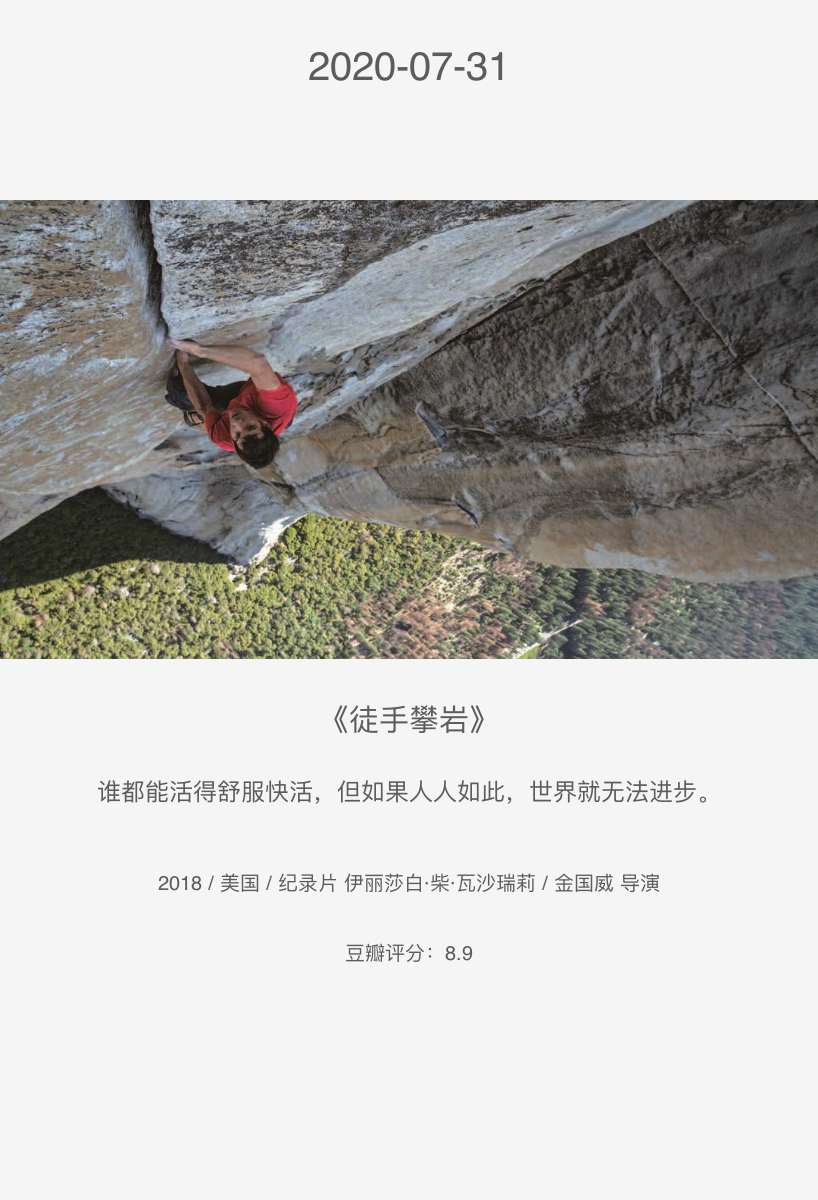 2020-07-31
《徒手攀岩》
谁都能活得舒服快活，但如果人人如此，世界就无法进步。
2018 / 美国 / 纪录片 伊丽莎白·柴·瓦沙瑞莉 / 金国威 导演
豆瓣评分：8.9